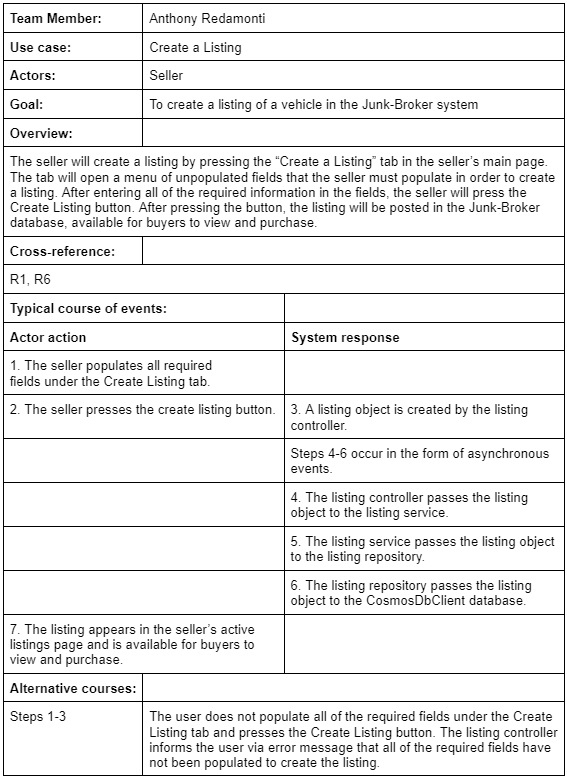 Team Member: Anthony Redamonti
Use case: Create a Listing
Actors: Seller
Goal: To create a listing of a vehicle in the Junk-Broker system
Overview:
The seller will create a listing by pressing the “Create a Listing” tab in the seller’s main page.
The tab will open a menu of unpopulated fields that the seller must populate in order to create
a listing. After entering all of the required information in the fields, the seller will press the
Create Listing button. After pressing the button, the listing will be posted in the Junk-Broker
database, available for buyers to view and purchase.
Cross-reference:
R1, R6
Typical course of events:
Actor action System response
1. The seller populates all required
fields under the Create Listing tab.
2. The seller presses the create listing button.
3. A listing object is created by the listing
controller.
Steps 4-6 occur in the form of asynchronous
events.
4. The listing controller passes the listing
object to the listing service.
5. The listing service passes the listing object
to the listing repository.
6. The listing repository passes the listing
object to the CosmosDbClient database.
7. The listing appears in the seller’s active
listings page and is available for buyers to
view and purchase.
Alternative courses:
Steps 1-3
The user does not populate all of the required fields under the Create
Listing tab and presses the Create Listing button. The listing controller
informs the user via error message that all of the required fields have
not been populated to create the listing.